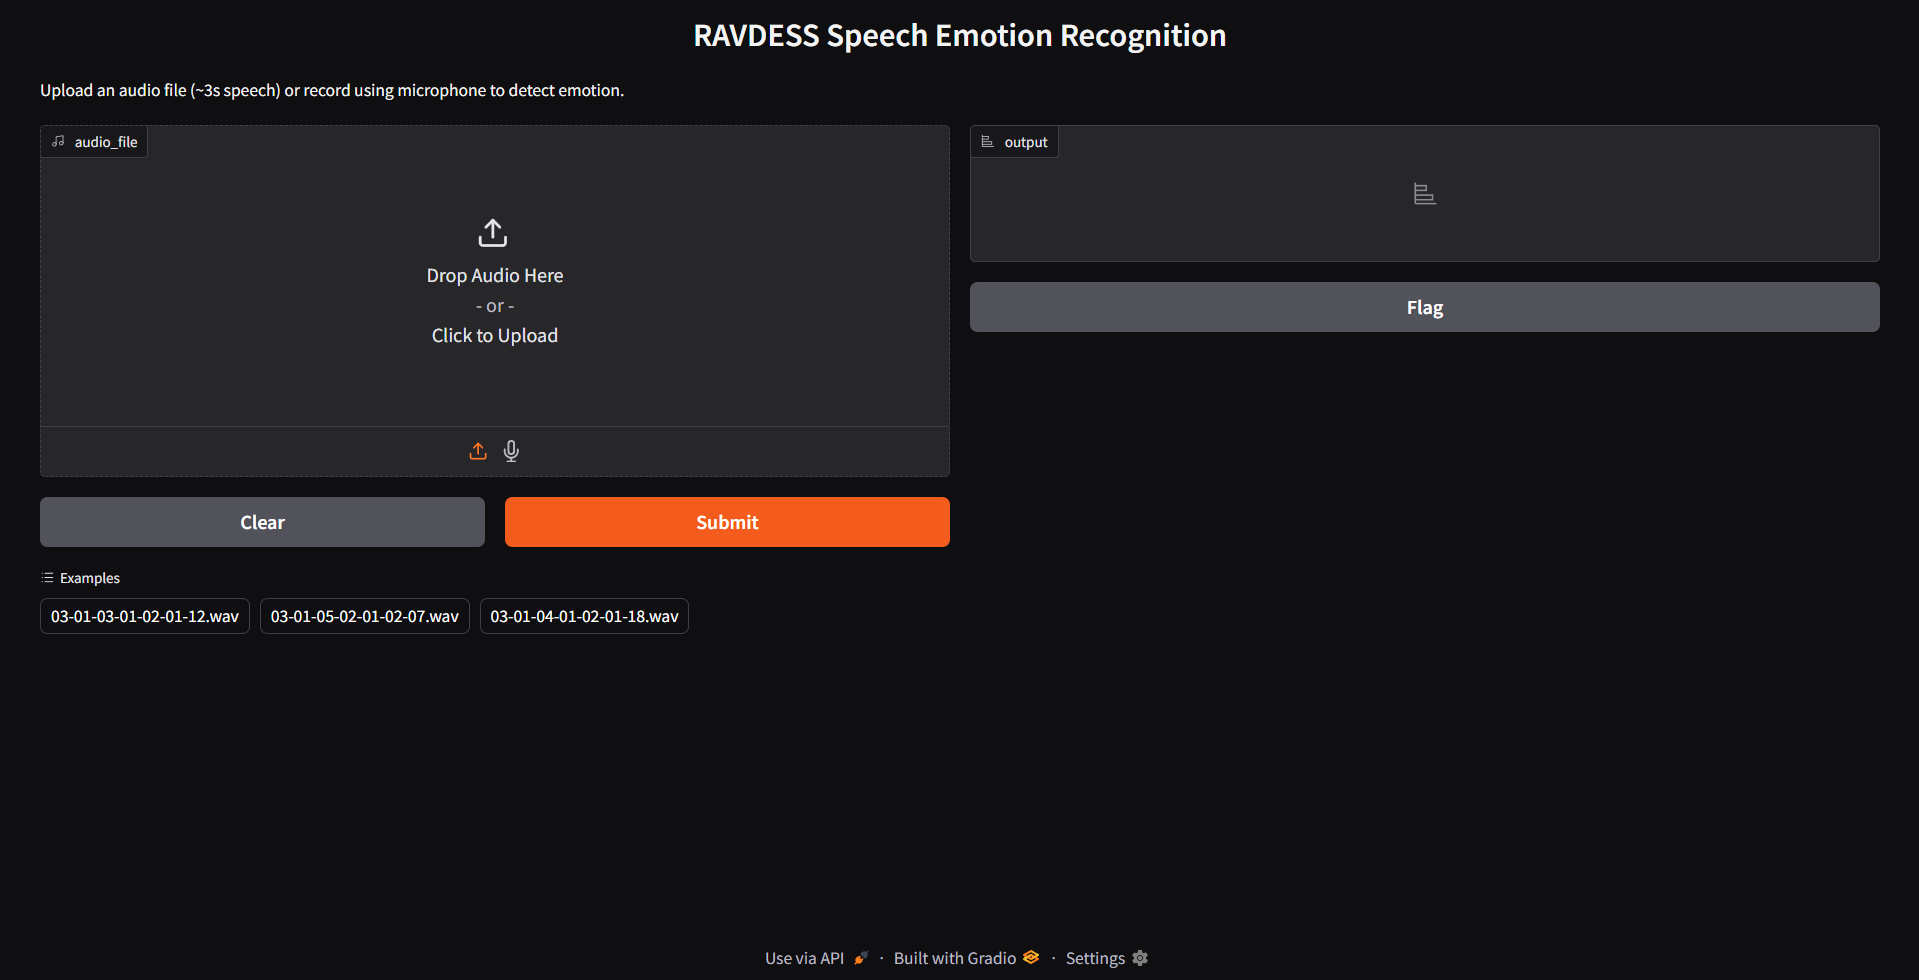 RAVDESS Speech Emotion Recognition
Upload an audio file (~3s speech) or record using microphone to detect emotion.
audio_file
Drop Audio Here
- or -
Click to Upload
Clear
Submit
Examples
03-01-03-01-02-01-12.wav
03-01-05-02-01-02-07.wav
03-01-04-01-02-01-18.wav
output
Flag
Use via API · Built with Gradio · Settings